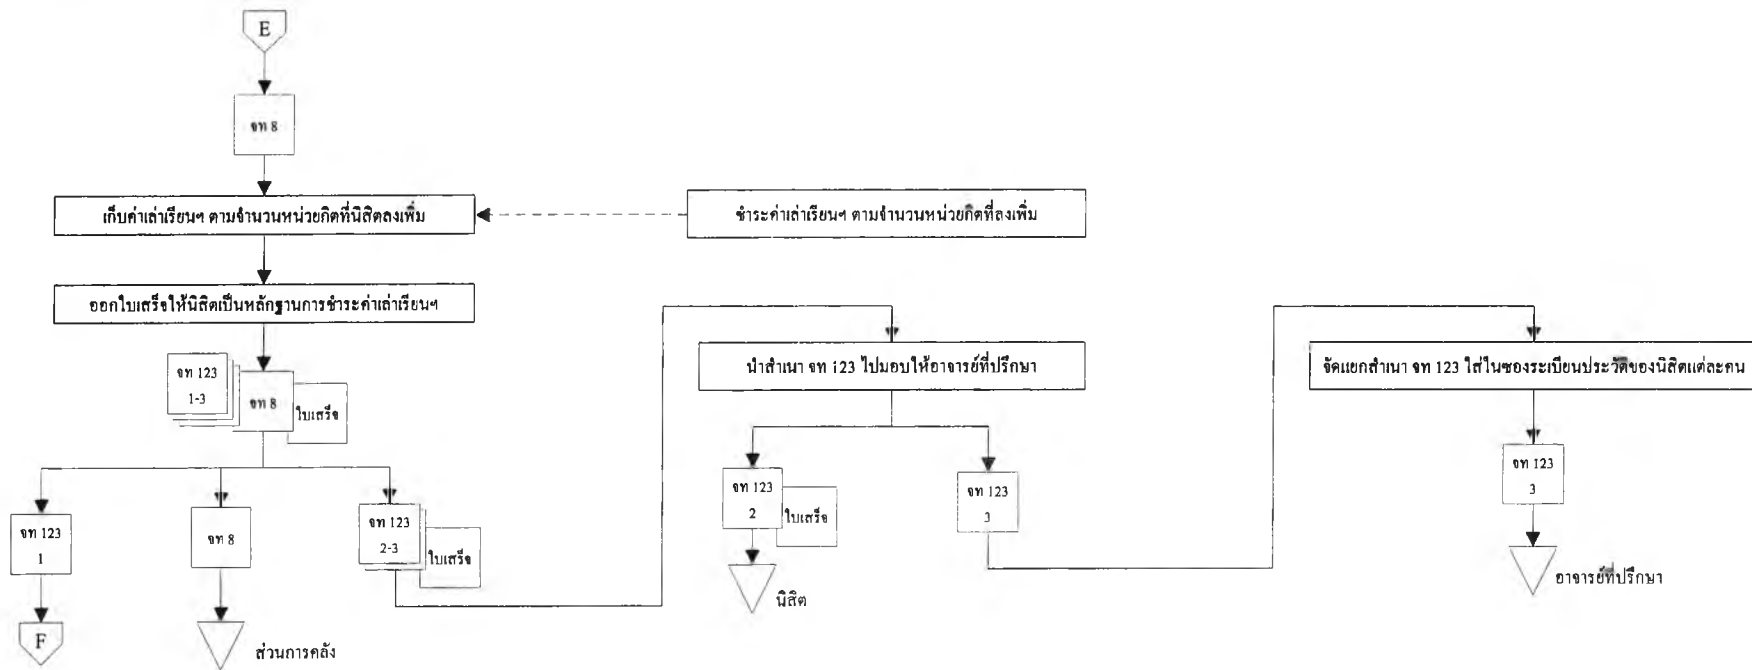 E
จท 8
เก็บค่าเล่าเรียนฯ ตามจำนวนหน่วยกิตที่นิสิตลงเพิ่ม
ชำระค่าเล่าเรียนฯ ตามจำนวนหน่วยกิตที่ลงเพิ่ม
ออกใบเสร็จให้นิสิตเป็นหลักฐานการชำระค่าเล่าเรียนฯ
นำสำเนา จท 123 ไปมอบให้อาจารย์ที่ปรึกษา
จัดแยกสำเนา จท 123 ใส่ในซองระเบียนประวัติของนิสิตแต่ละคน
จท 123
1-3
จท 8
ใบเสร็จ
จท 123
1
จท 8
จท 123
2-3
ใบเสร็จ
จท 123
2
ใบเสร็จ
จท 123
3
จท 123
3
F
ส่วนการคลัง
นิสิต
อาจารย์ที่ปรึกษา